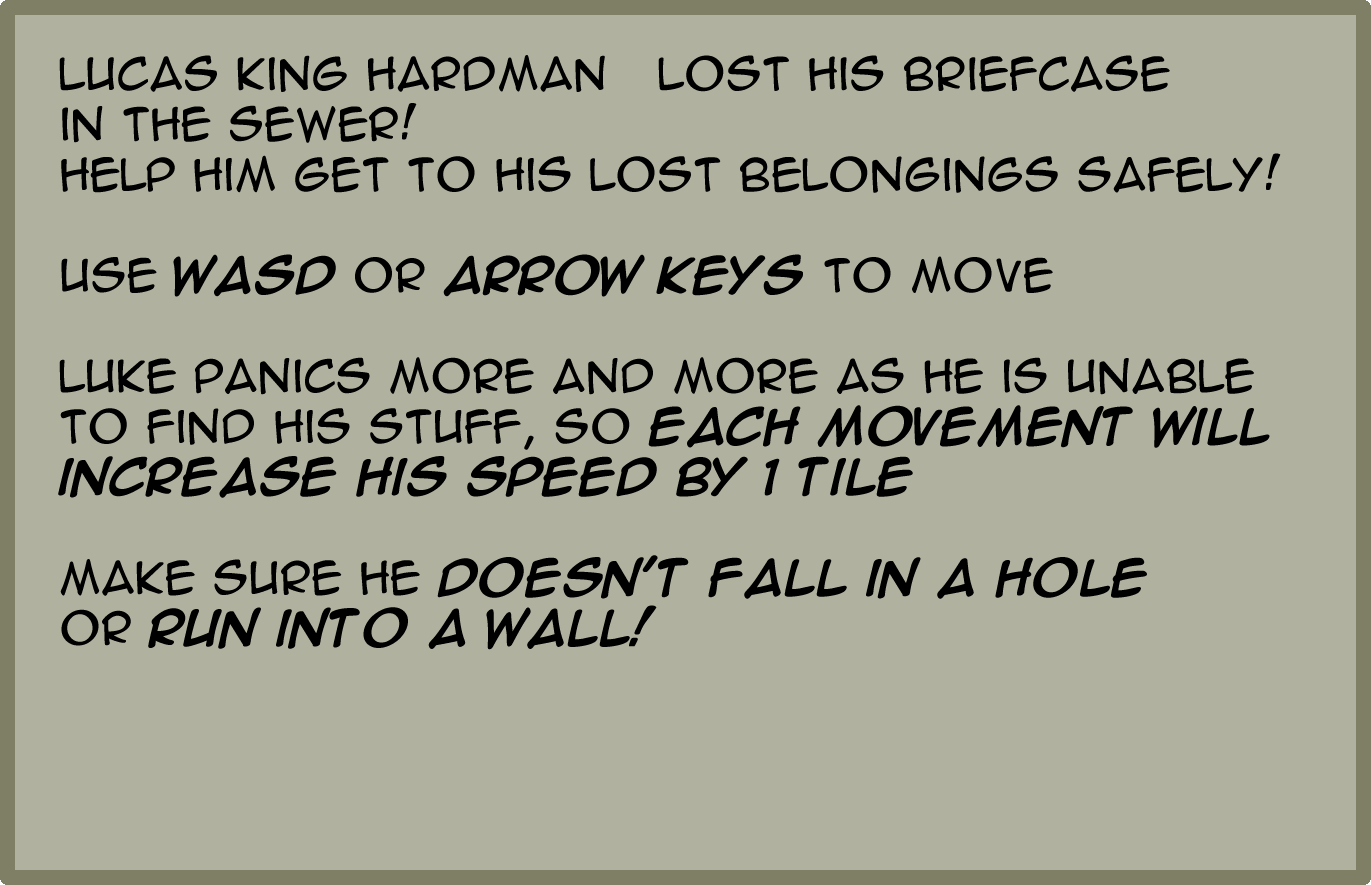 LUCAS KING HARDMAN LOST HIS BRIEFCASE
IN THE SEWER!
HELP HIM GET TO HIS LOST BELONGINGS SAFELY!
USE WASD OR ARROW KEYS TO MOVE
LUKE PANICS MORE AND MORE AS HE IS UNABLE
TO FIND HIS STUFF, SO EACH MOVEMENT WILL
INCREASE HIS SPEED BY 1 TILE
MAKE SURE HE DOESN'T FALL IN A HOLE
OR RUN INTO A WALL!